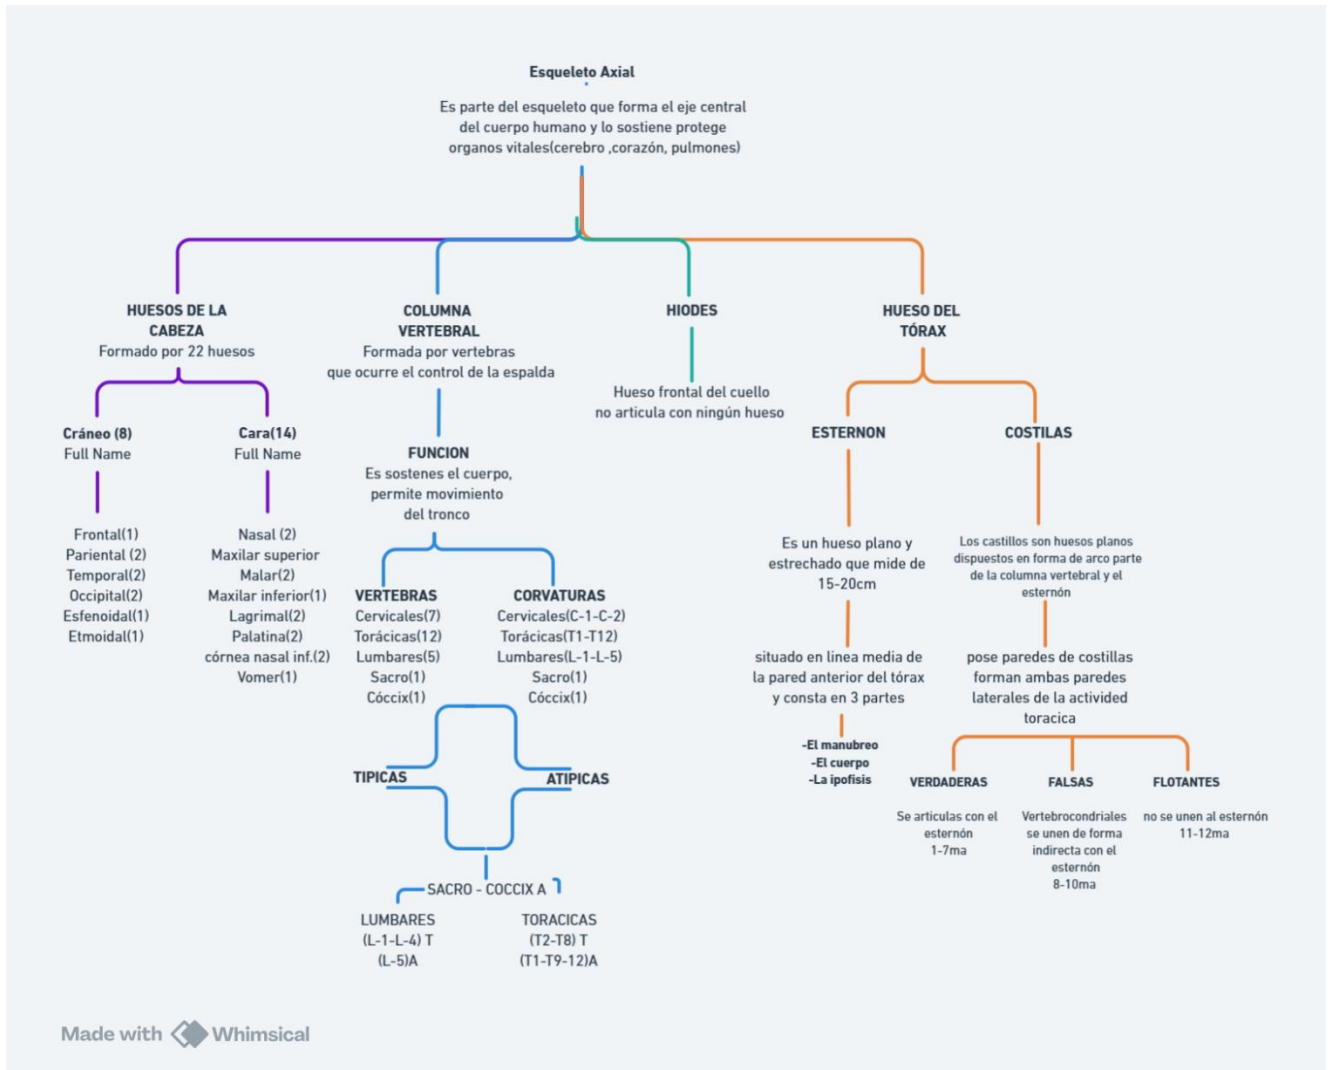 Esqueleto Axial
Es parte del esqueleto que forma el eje central
del cuerpo humano y lo sostiene protege
organos vitales(cerebro ,corazón, pulmones)
HUESOS DE LA
CABEZA
Formado por 22 huesos
Cráneo (8)
Full Name
Frontal(1)
Pariental (2)
Temporal(2)
Occipital(2)
Esfenoidal(1)
Etmoidal(1)
Cara(14)
Full Name
Nasal (2)
Maxilar superior
Malar(2)
Maxilar inferior(1)
Lagrimal(2)
Palatina(2)
córnea nasal inf.(2)
Vomer(1)
COLUMNA
VERTEBRAL
Formada por vertebras
que ocurre el control de la espalda
FUNCION
Es sostenes el cuerpo,
permite movimiento
del tronco
VERTEBRAS
Cervicales(7)
Torácicas(12)
Lumbares(5)
Sacro(1)
Cóccix(1)
CORVATURAS
Cervicales(C-1-C-2)
Torácicas(T1-T12)
Lumbares(L-1-L-5)
Sacro(1)
Cóccix(1)
TIPICAS
ATIPICAS
SACRO - COCCIX A
LUMBARES
(L-1-L-4) T
(L-5)A
TORACICAS
(T2-T8) T
(T1-T9-12)A
HIODES
Hueso frontal del cuello
no articula con ningún hueso
HUESO DEL
TÓRAX
ESTERNON
Es un hueso plano y
estrechado que mide de
15-20cm
situado en linea media de
la pared anterior del tórax
y consta en 3 partes
-El manubreo
-El cuerpo
-La ipofisis
COSTILAS
Los castillos son huesos planos
dispuestos en forma de arco parte
de la columna vertebral y el
esternón
pose paredes de costillas
forman ambas paredes
laterales de la activided
toracica
VERDADERAS
Se articulas con el
esternón
1-7ma
FALSAS
Vertebrocondriales
se unen de forma
indirecta con el
esternón
8-10ma
FLOTANTES
no se unen al esternón
11-12ma
Made with Whimsical